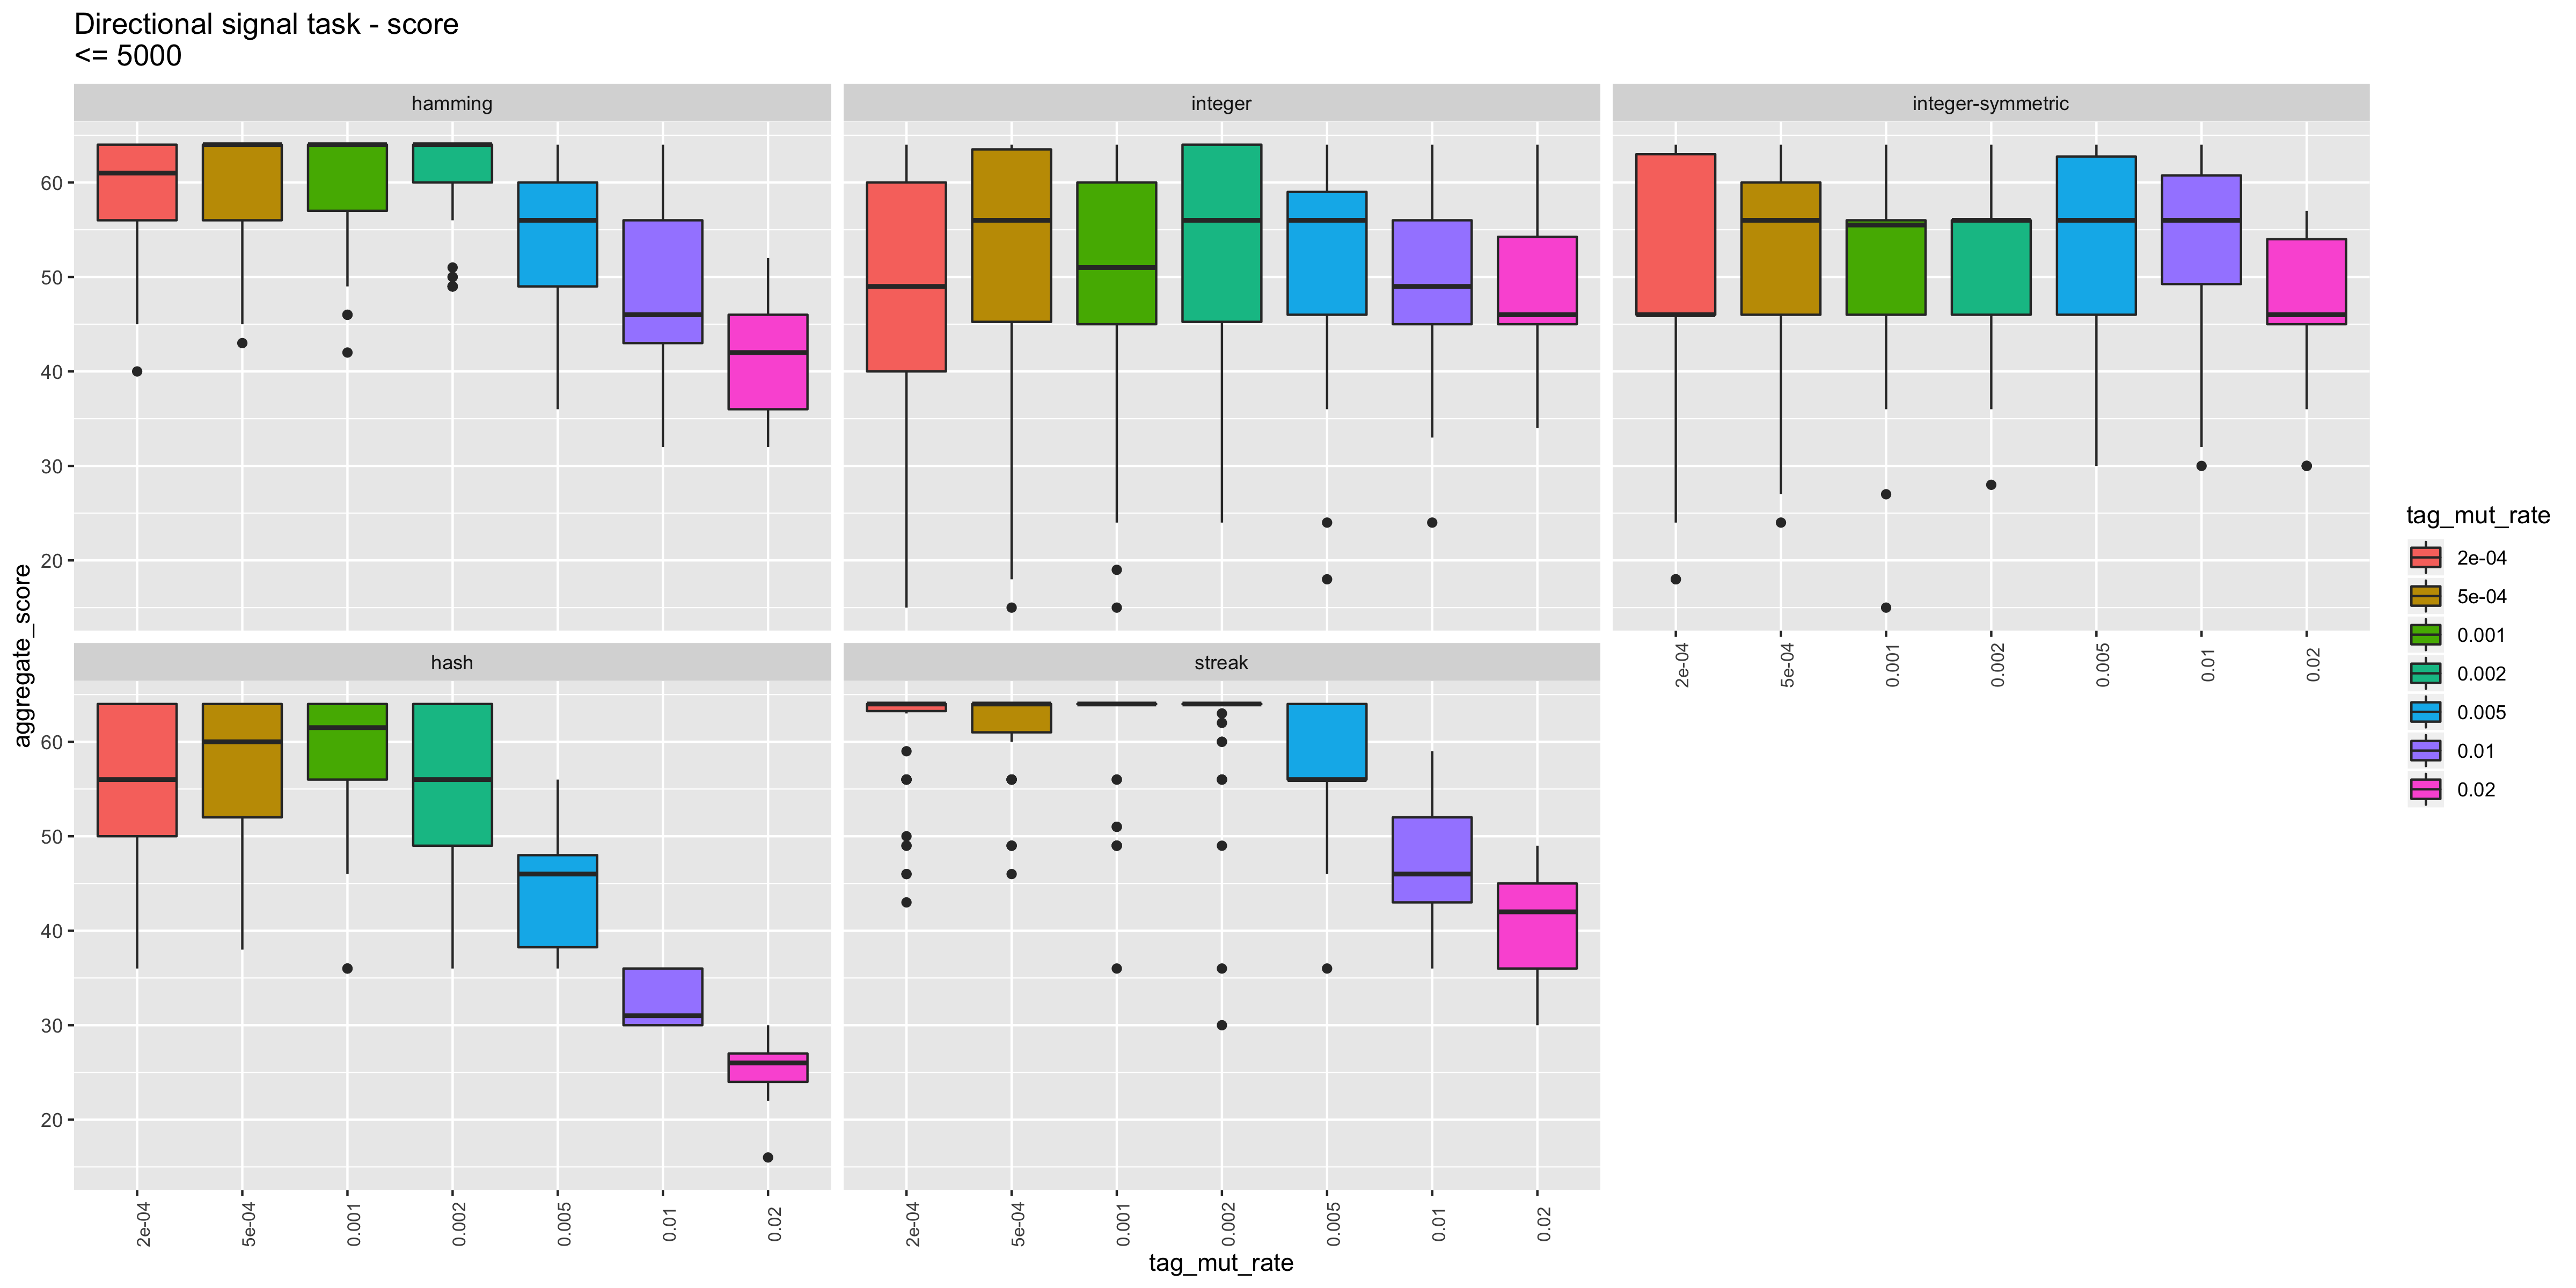 Directional signal task - score
<= 5000
hamming
integer
integer-symmetric
60
50
40
30
20
2e-04
5e-04
0.001
0.002
0.005
0.01
0.02
hash
streak
60
50
40
30
20
2e-04
5e-04
0.001
0.002
0.005
0.01
0.02
2e-04
5e-04
0.001
0.002
0.005
0.01
0.02
aggregate_score
tag_mut_rate
tag_mut_rate
2e-04
5e-04
0.001
0.002
0.005
0.01
0.02